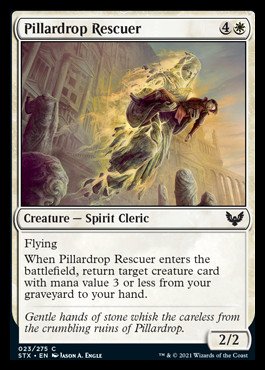 Pillardrop Rescuer 4
Creature — Spirit Cleric
Flying
When Pillardrop Rescuer enters the
battlefield, return target creature card
with mana value 3 or less from your
graveyard to your hand.
Gentle hands of stone whisk the careless from
the crumbling ruins of Pillardrop.
2/2
023/275 C
STX • EN Jason A. Engle
™ & © 2021 Wizards of the Coast